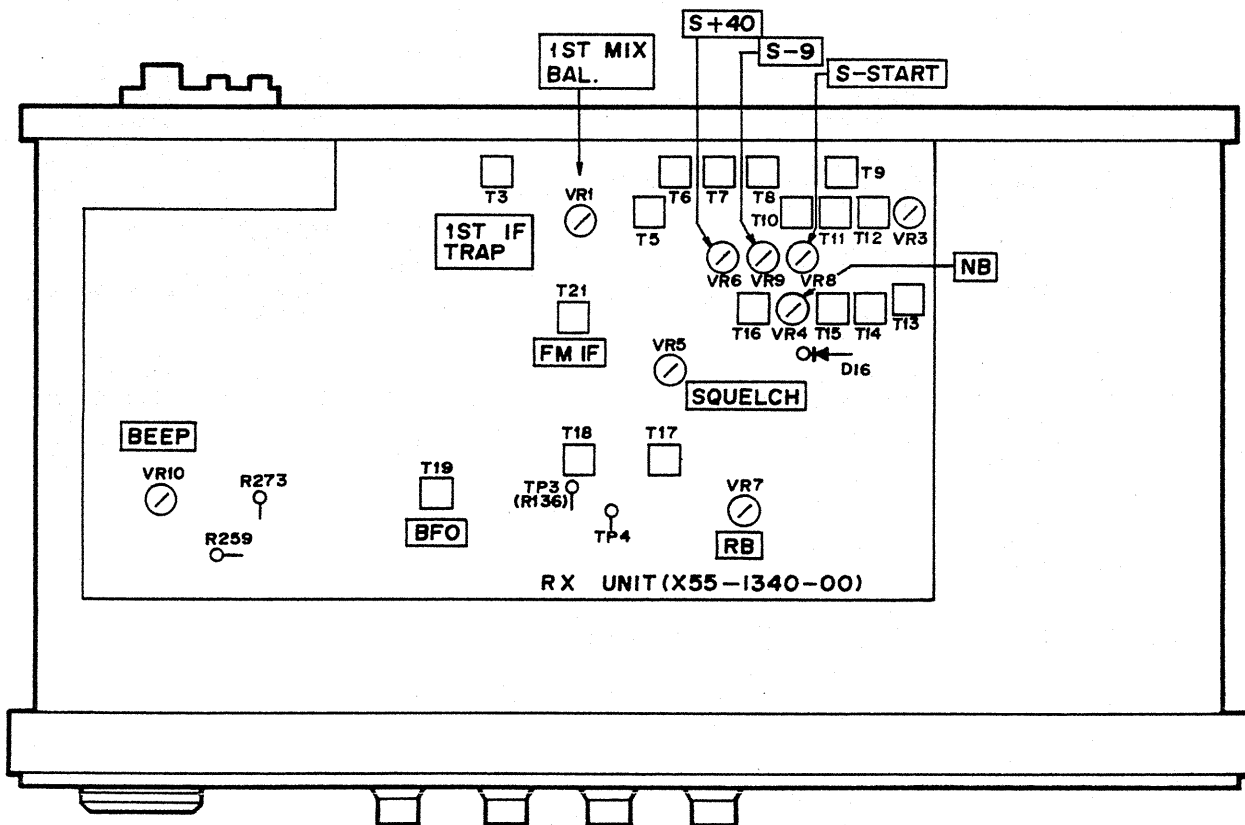 S+40
1ST MIX
BAL.
S-9
S-START
T3
VR1
T6
T7
T8
T9
1ST IF
TRAP
T5
T10
T11
T12
VR3
VR6
VR9
VR8
NB
T21
T16
VR4
T15
T14
T13
FM IF
VR5
D16
SQUELCH
BEEP
T18
T17
VR10
R273
T19
TP3
(R136)
VR7
R259
BFO
TP4
RB
RX UNIT (X55-1340-00)